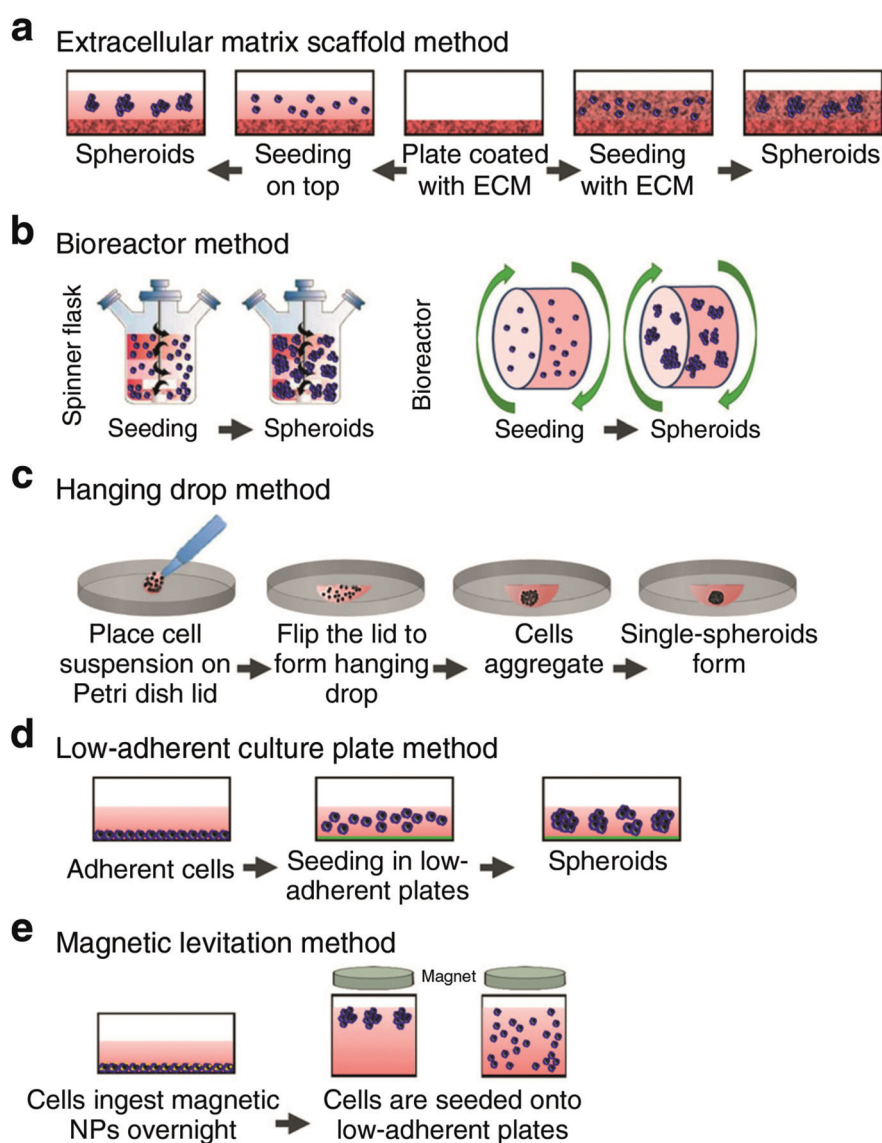 a Extracellular matrix scaffold method
Spheroids
Seeding
on top
Plate coated
with ECM
Seeding
with ECM
Spheroids
b Bioreactor method
Spinner flask
Seeding
Spheroids
Bioreactor
Seeding
Spheroids
c Hanging drop method
Place cell
suspension on
Petri dish lid
Flip the lid to
form hanging
drop
Cells
aggregate
Single-spheroids
form
d Low-adherent culture plate method
Adherent cells
Seeding in low-
adherent plates
Spheroids
e Magnetic levitation method
Magnet
Cells ingest magnetic
NPs overnight
Cells are seeded onto
low-adherent plates